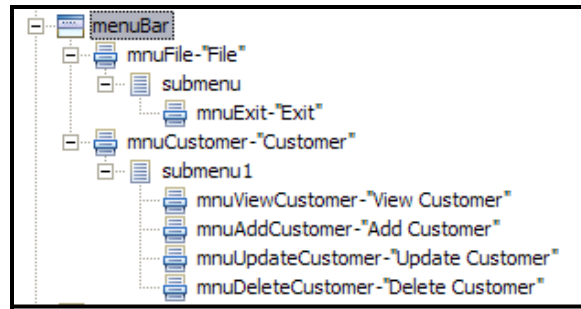 menuBar
mnuFile-"File"
submenu
mnuExit-"Exit"
mnuCustomer-"Customer"
submenu1
mnuViewCustomer-"View Customer"
mnuAddCustomer-"Add Customer"
mnuUpdateCustomer-"Update Customer"
mnuDeleteCustomer-"Delete Customer"